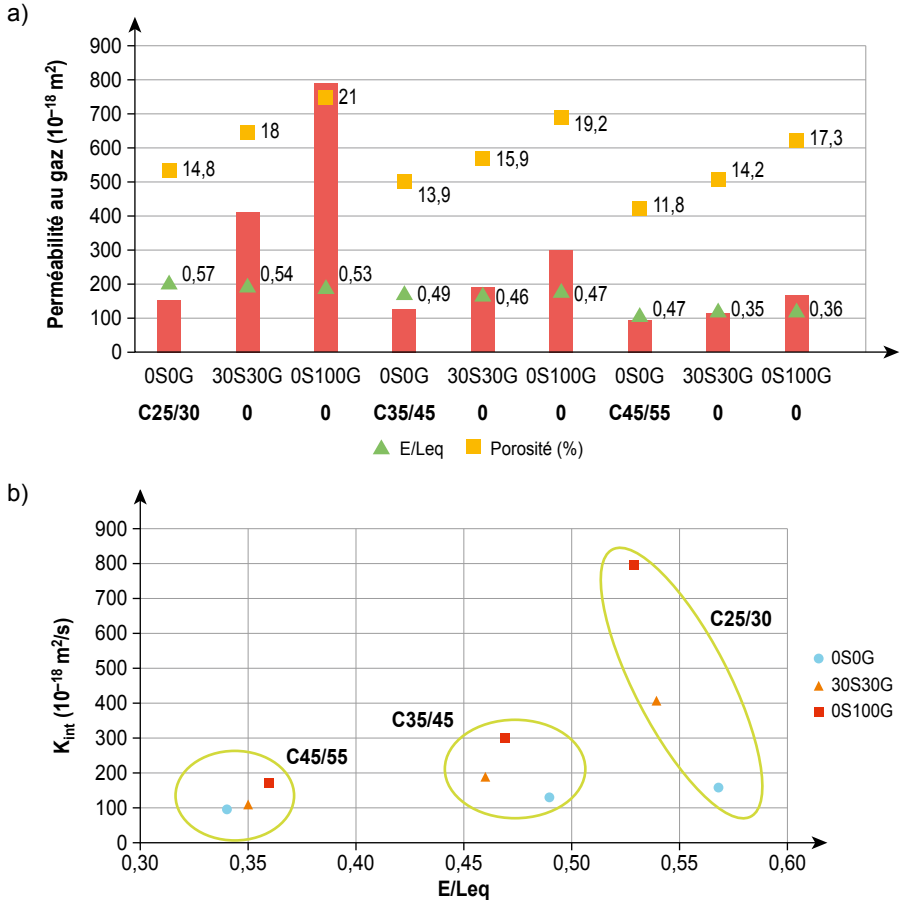 a)
Perméabilité au gaz (10⁻¹⁸ m²)
900
800
700
600
500
400
300
200
100
0
14,8
18
21
13,9
15,9
19,2
11,8
14,2
17,3
0,57
0,54
0,53
0,49
0,46
0,47
0,47
0,35
0,36
0S0G 30S30G 0S100G 0S0G 30S30G 0S100G 0S0G 30S30G 0S100G
C25/30 0 0 C35/45 0 0 C45/55 0 0
E/Leq Porosité (%)
b)
K_int (10⁻¹⁸ m²/s)
900
800
700
600
500
400
300
200
100
0
C25/30
C35/45
C45/55
0S0G
30S30G
0S100G
0,30 0,35 0,40 0,45 0,50 0,55 0,60
E/Leq